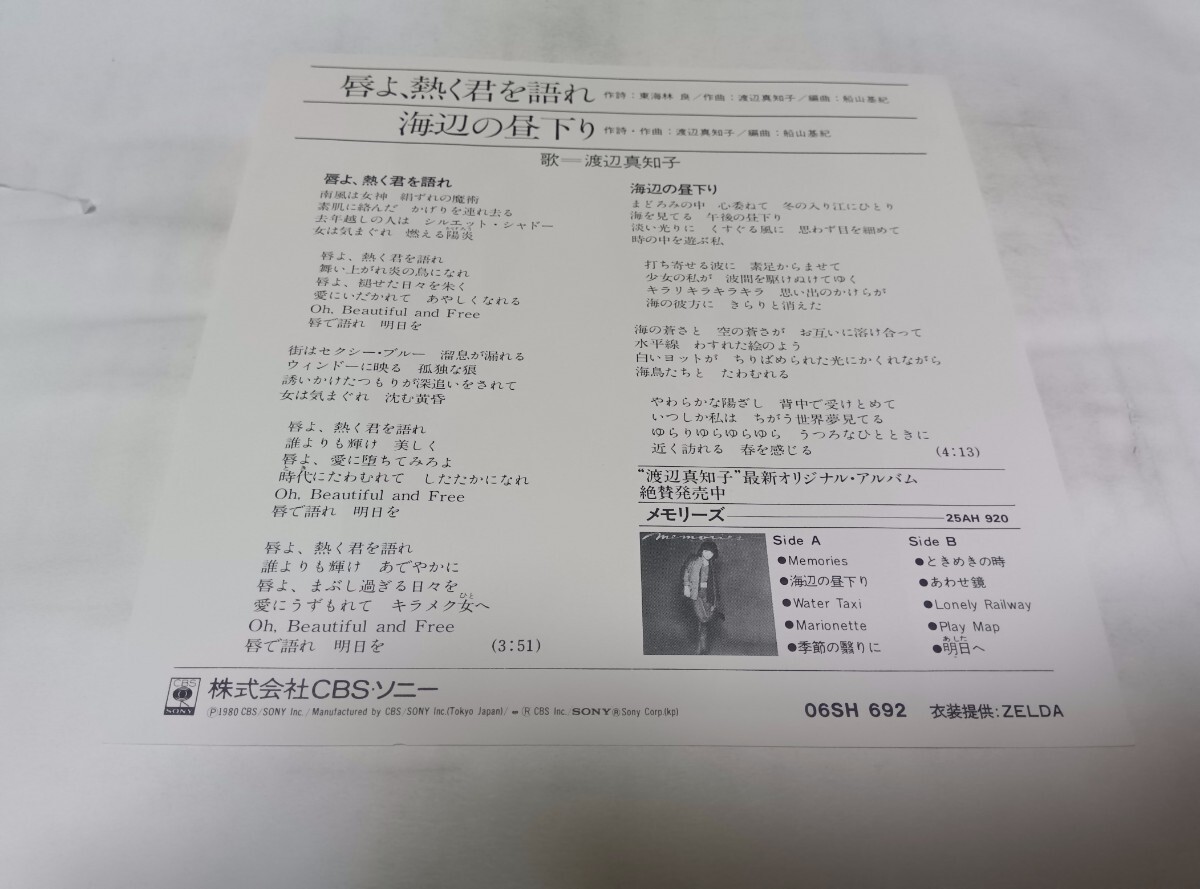 唇よ、熱く君を語れ 作詩：東海林 良／作曲：渡辺真知子／編曲：船山基紀
海辺の昼下り 作詩・作曲：渡辺真知子／編曲：船山基紀
歌＝渡辺真知子
唇よ、熱く君を語れ
南風は女神　絹ずれの魔術
素肌に絡んだ　かげりを連れ去る
去年越しの人は　シルエット・シャドー
女は気まぐれ　燃える陽炎
唇よ、熱く君を語れ
舞い上がれ炎の鳥になれ
唇よ、褪せた日々を朱く
愛にいだかれて　あやしくなれる
Oh, Beautiful and Free
唇で語れ　明日を
街はセクシー・ブルー　溜息が漏れる
ウィンドーに映る　孤独な狼
誘いかけたつもりが深追いをされて
女は気まぐれ　沈む黄昏
唇よ、熱く君を語れ
誰よりも輝け　美しく
唇よ、愛に堕ちてみろよ
時代にたわむれて　したたかになれ
Oh, Beautiful and Free
唇で語れ　明日を
唇よ、熱く君を語れ
誰よりも輝け　あでやかに
唇よ、まぶし過ぎる日々を
愛にうずもれて　キラメク女へ
Oh, Beautiful and Free
唇で語れ　明日を　(3:51)
海辺の昼下り
まどろみの中　心委ねて　冬の入り江にひとり
海を見てる　午後の昼下り
淡い光りに　くすぐる風に　思わず目を細めて
時の中を遊ぶ私
打ち寄せる波に　素足からませて
少女の私が　波間を駆けぬけてゆく
キラリキラキラキラ　思い出のかけらが
海の彼方に　きらりと消えた
海の蒼さと　空の蒼さが　お互いに溶け合って
水平線　わすれた絵のよう
白いヨットが　ちりばめられた光にかくれながら
海鳥たちと　たわむれる
やわらかな陽ざし　背中で受けとめて
いつしか私は　ちがう世界夢見てる
ゆらりゆらゆらゆら　うつろなひとときに
近く訪れる　春を感じる　(4:13)
“渡辺真知子”最新オリジナル・アルバム
絶賛発売中
メモリーズ 25AH 920
memories
Side A
●Memories
●海辺の昼下り
●Water Taxi
●Marionette
●季節の翳りに
Side B
●ときめきの時
●あわせ鏡
●Lonely Railway
●Play Map
●明日へ
CBS SONY 株式会社CBS・ソニー
Ⓟ1980 CBS/SONY Inc./Manufactured by CBS/SONY Inc.(Tokyo Japan)/ Ⓡ CBS Inc./SONY Ⓡ Sony Corp.(kp)
06SH 692 衣装提供：ZELDA